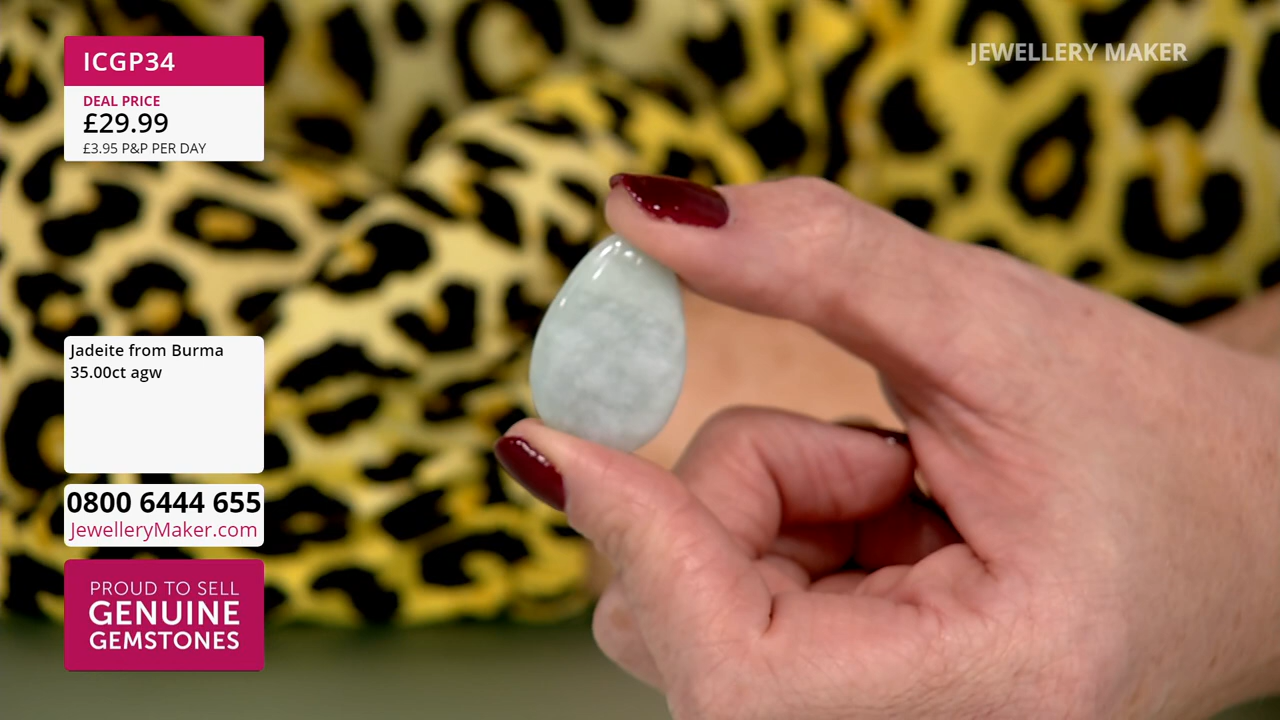 ICGP34
DEAL PRICE
£29.99
£3.95 P&P PER DAY
JEWELLERY MAKER
Jadeite from Burma
35.00ct agw
0800 6444 655
JewelleryMaker.com
PROUD TO SELL
GENUINE
GEMSTONES